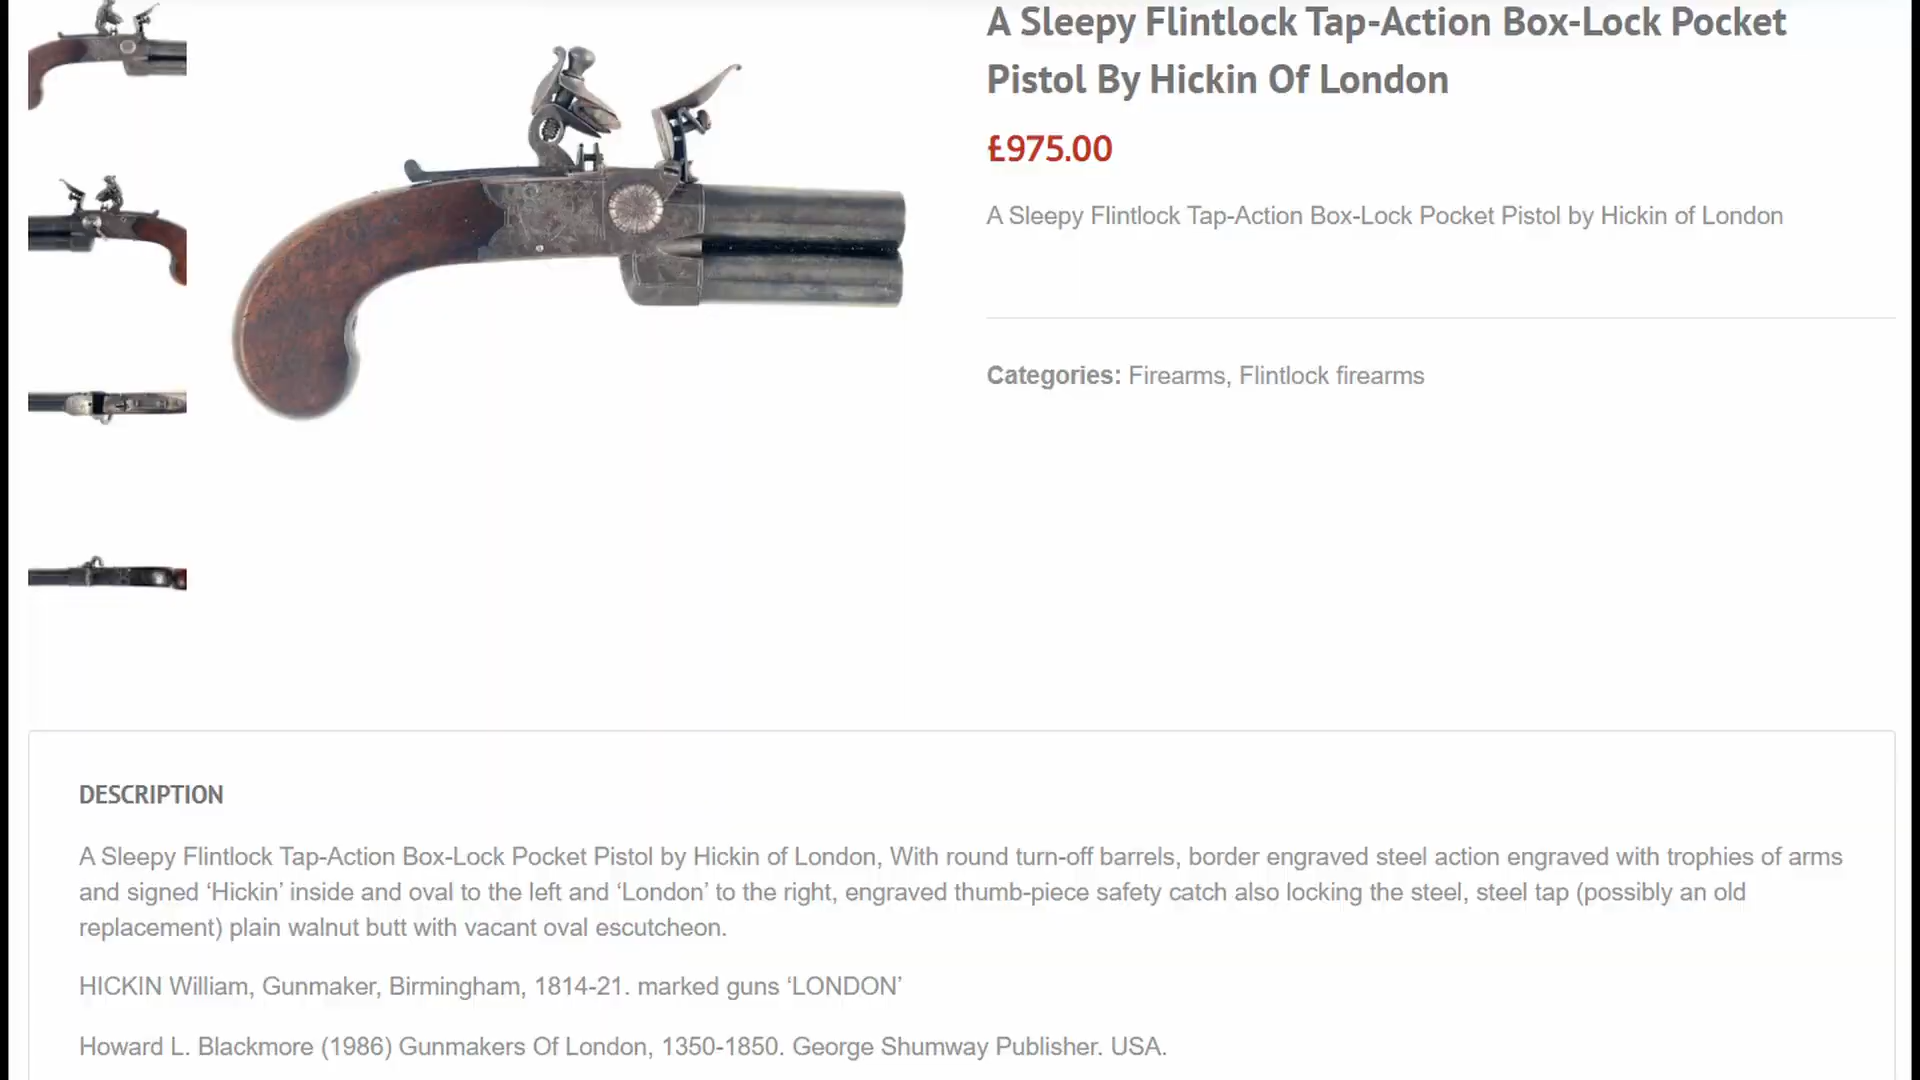 A Sleepy Flintlock Tap-Action Box-Lock Pocket
Pistol By Hickin Of London
£975.00
A Sleepy Flintlock Tap-Action Box-Lock Pocket Pistol by Hickin of London
Categories: Firearms, Flintlock firearms
DESCRIPTION
A Sleepy Flintlock Tap-Action Box-Lock Pocket Pistol by Hickin of London, With round turn-off barrels, border engraved steel action engraved with trophies of arms
and signed ‘Hickin’ inside and oval to the left and ‘London’ to the right, engraved thumb-piece safety catch also locking the steel, steel tap (possibly an old
replacement) plain walnut butt with vacant oval escutcheon.
HICKIN William, Gunmaker, Birmingham, 1814-21. marked guns ‘LONDON’
Howard L. Blackmore (1986) Gunmakers Of London, 1350-1850. George Shumway Publisher. USA.